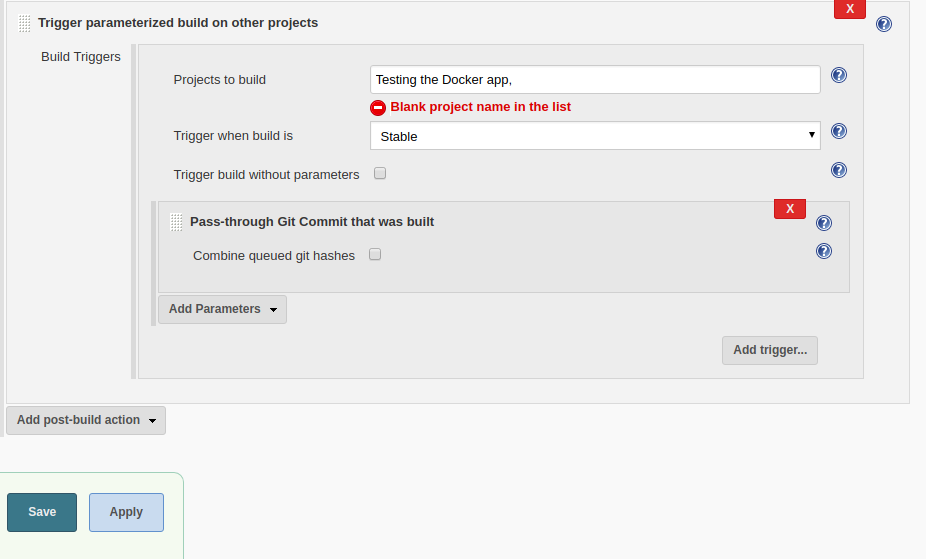 Trigger parameterized build on other projects
X
?
Build Triggers
Projects to build
Testing the Docker app,
?
Blank project name in the list
Trigger when build is
Stable
?
Trigger build without parameters
?
Pass-through Git Commit that was built
X
?
Combine queued git hashes
?
Add Parameters
Add trigger...
Add post-build action
Save
Apply